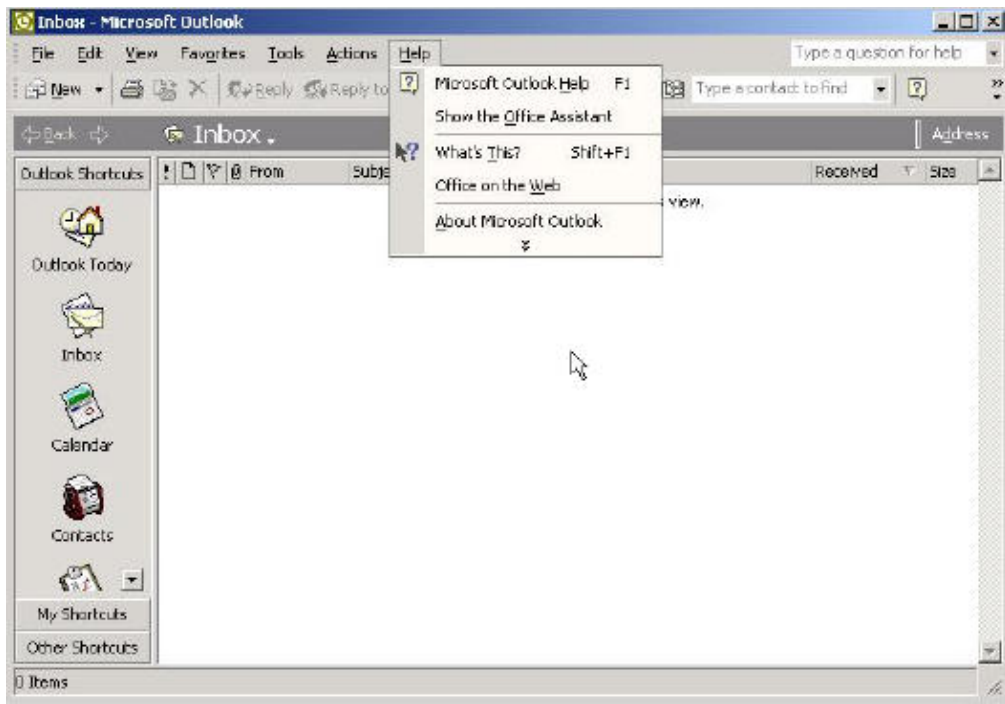 Inbox - Microsoft Outlook
File Edit View Favorites Tools Actions Help Type a question for help
New Reply Reply to Type a contact to find
Back Inbox . Address
Outlook Shortcuts ! From Subje Received Size
view.
Microsoft Outlook Help F1
Show the Office Assistant
What's This? Shift+F1
Office on the Web
About Microsoft Outlook
Outlook Today
Inbox
Calendar
Contacts
My Shortcuts
Other Shortcuts
0 Items